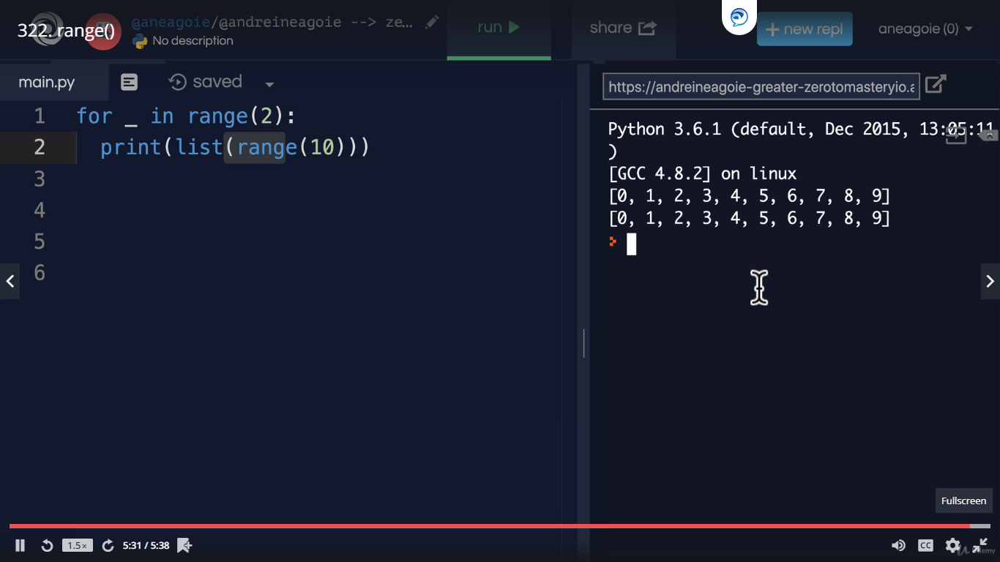 322. range()
@aneagoie/@andreineagoie --> ze...
No description
run
share
+ new repl
aneagoie (0)
main.py
saved
https://andreineagoie-greater-zerotomasteryio.
1 for _ in range(2):
2 print(list(range(10)))
3
4
5
6
Python 3.6.1 (default, Dec 2015, 13:05:11
)
[GCC 4.8.2] on linux
[0, 1, 2, 3, 4, 5, 6, 7, 8, 9]
[0, 1, 2, 3, 4, 5, 6, 7, 8, 9]
Fullscreen
1.5×
5:31 / 5:38
CC